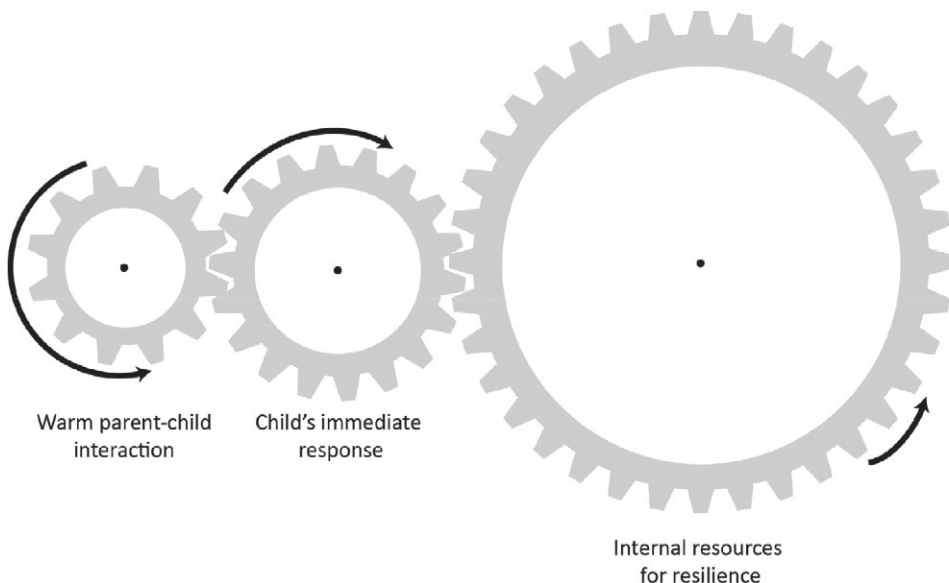 Warm parent-child
interaction
Child’s immediate
response
Internal resources
for resilience